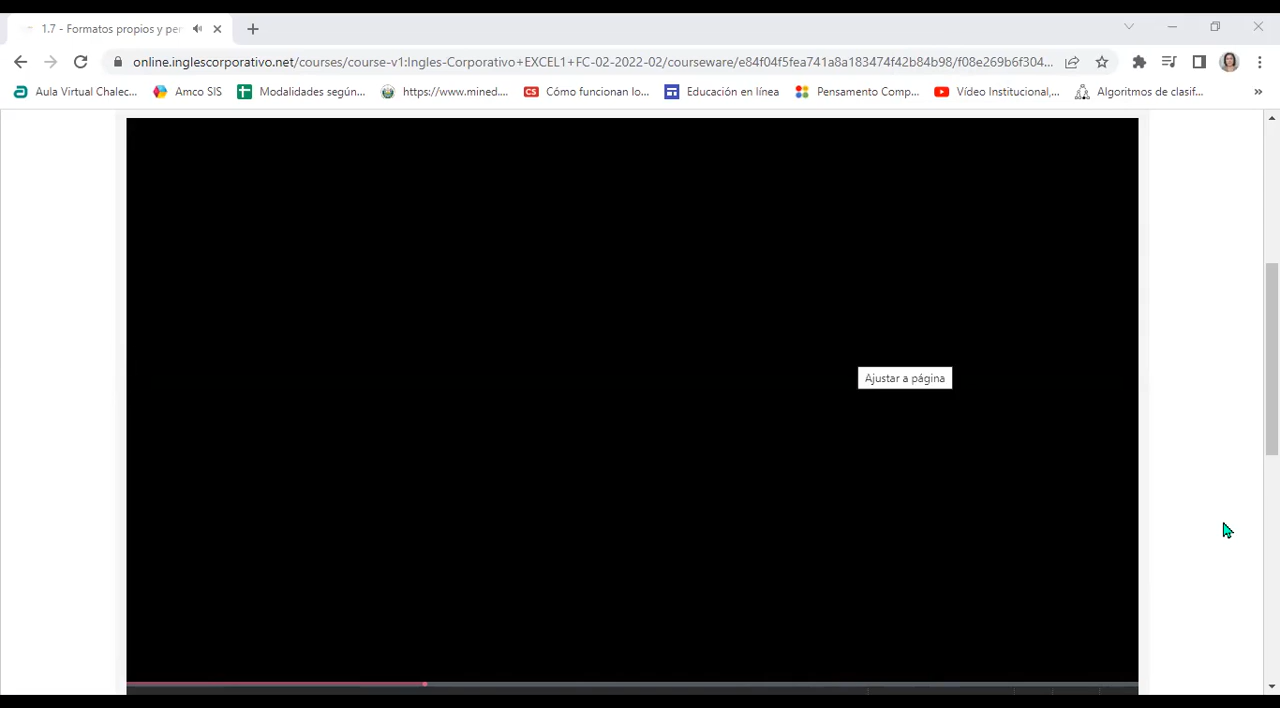 1.7 - Formatos propios y per
online.inglescorporativo.net/courses/course-v1:Ingles-Corporativo+EXCEL1+FC-02-2022-02/courseware/e84f04f5fea741a8a183474f42b84b98/f08e269b6f304...
Aula Virtual Chalec... Amco SIS Modalidades según... https://www.mined.... CS Cómo funcionan lo... Educación en línea Pensamento Comp... Vídeo Institucional,... Algoritmos de clasif... »
Ajustar a página